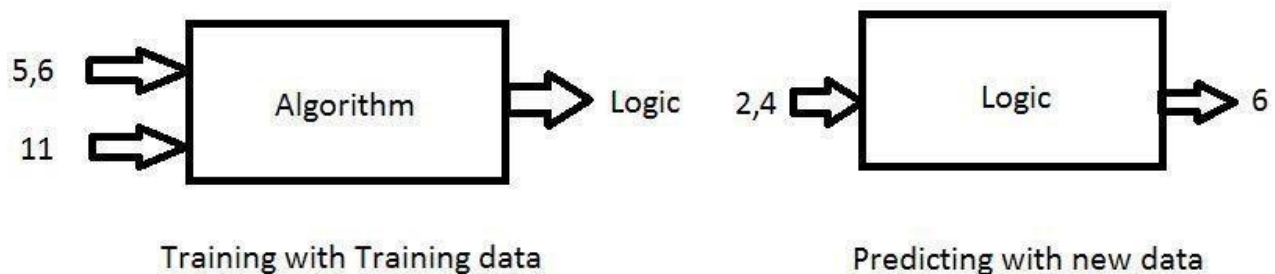 5,6
11
Algorithm
Logic
Training with Training data
2,4
Logic
6
Predicting with new data